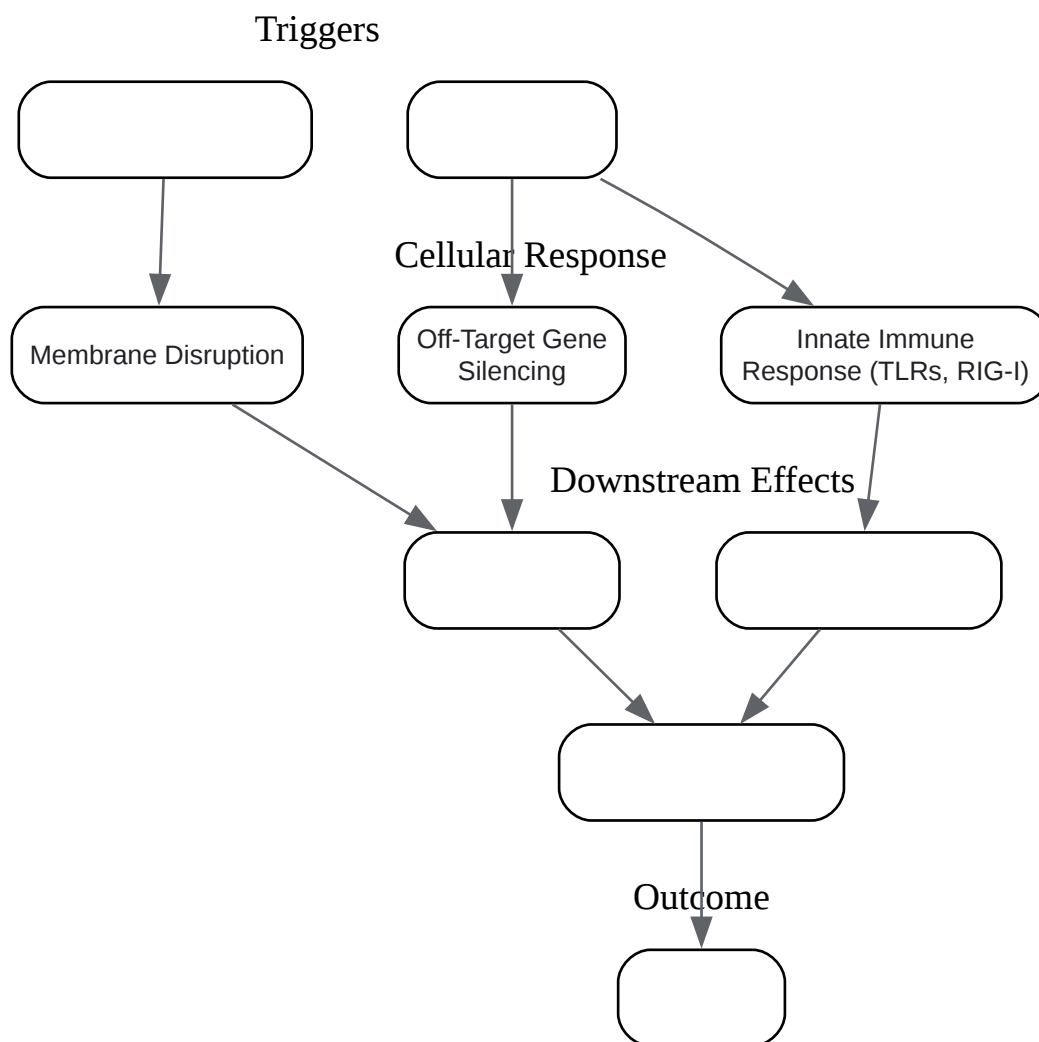 Triggers
Cellular Response
Membrane Disruption
Off-Target Gene
Silencing
Innate Immune
Response (TLRs, RIG-I)
Downstream Effects
Outcome